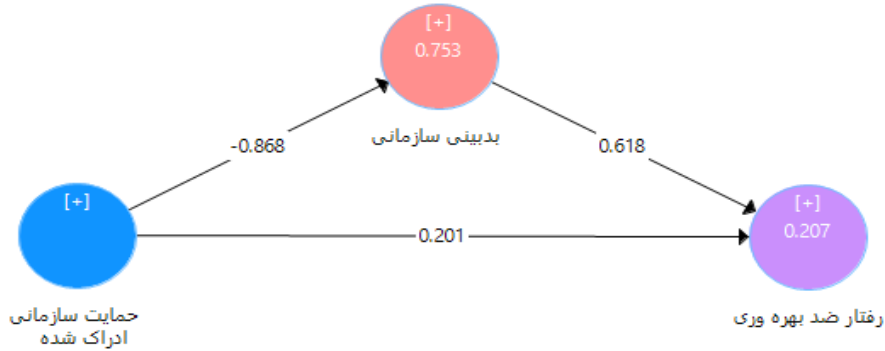 [+]
0.753
بدبینی سازمانی
-0.868
0.618
[+]
[+]
0.207
0.201
حمایت سازمانی
ادراک شده
رفتار ضد بهره وری